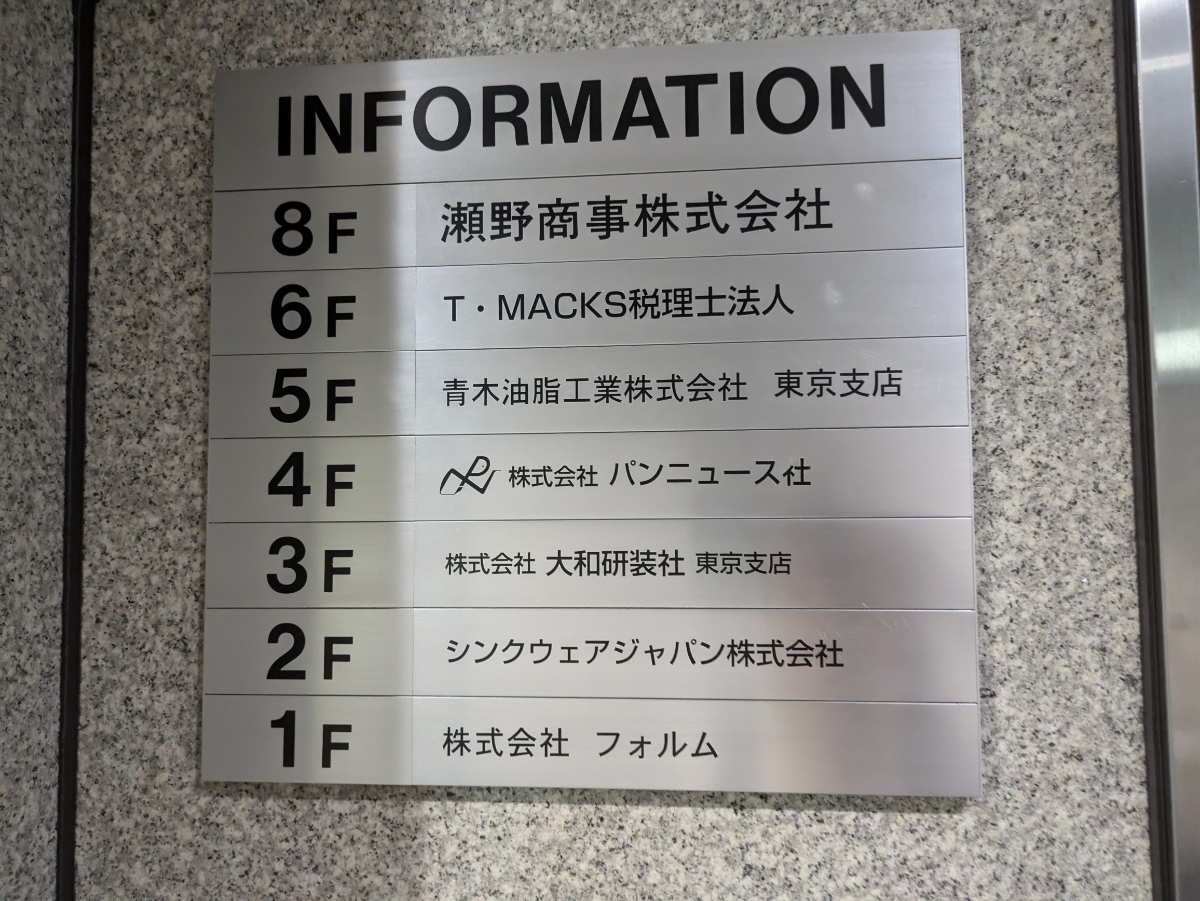 INFORMATION
8F 瀬野商事株式会社
6F T・MACKS税理士法人
5F 青木油脂工業株式会社 東京支店
4F 株式会社 パンニュース社
3F 株式会社 大和研装社 東京支店
2F シンクウェアジャパン株式会社
1F 株式会社 フォルム